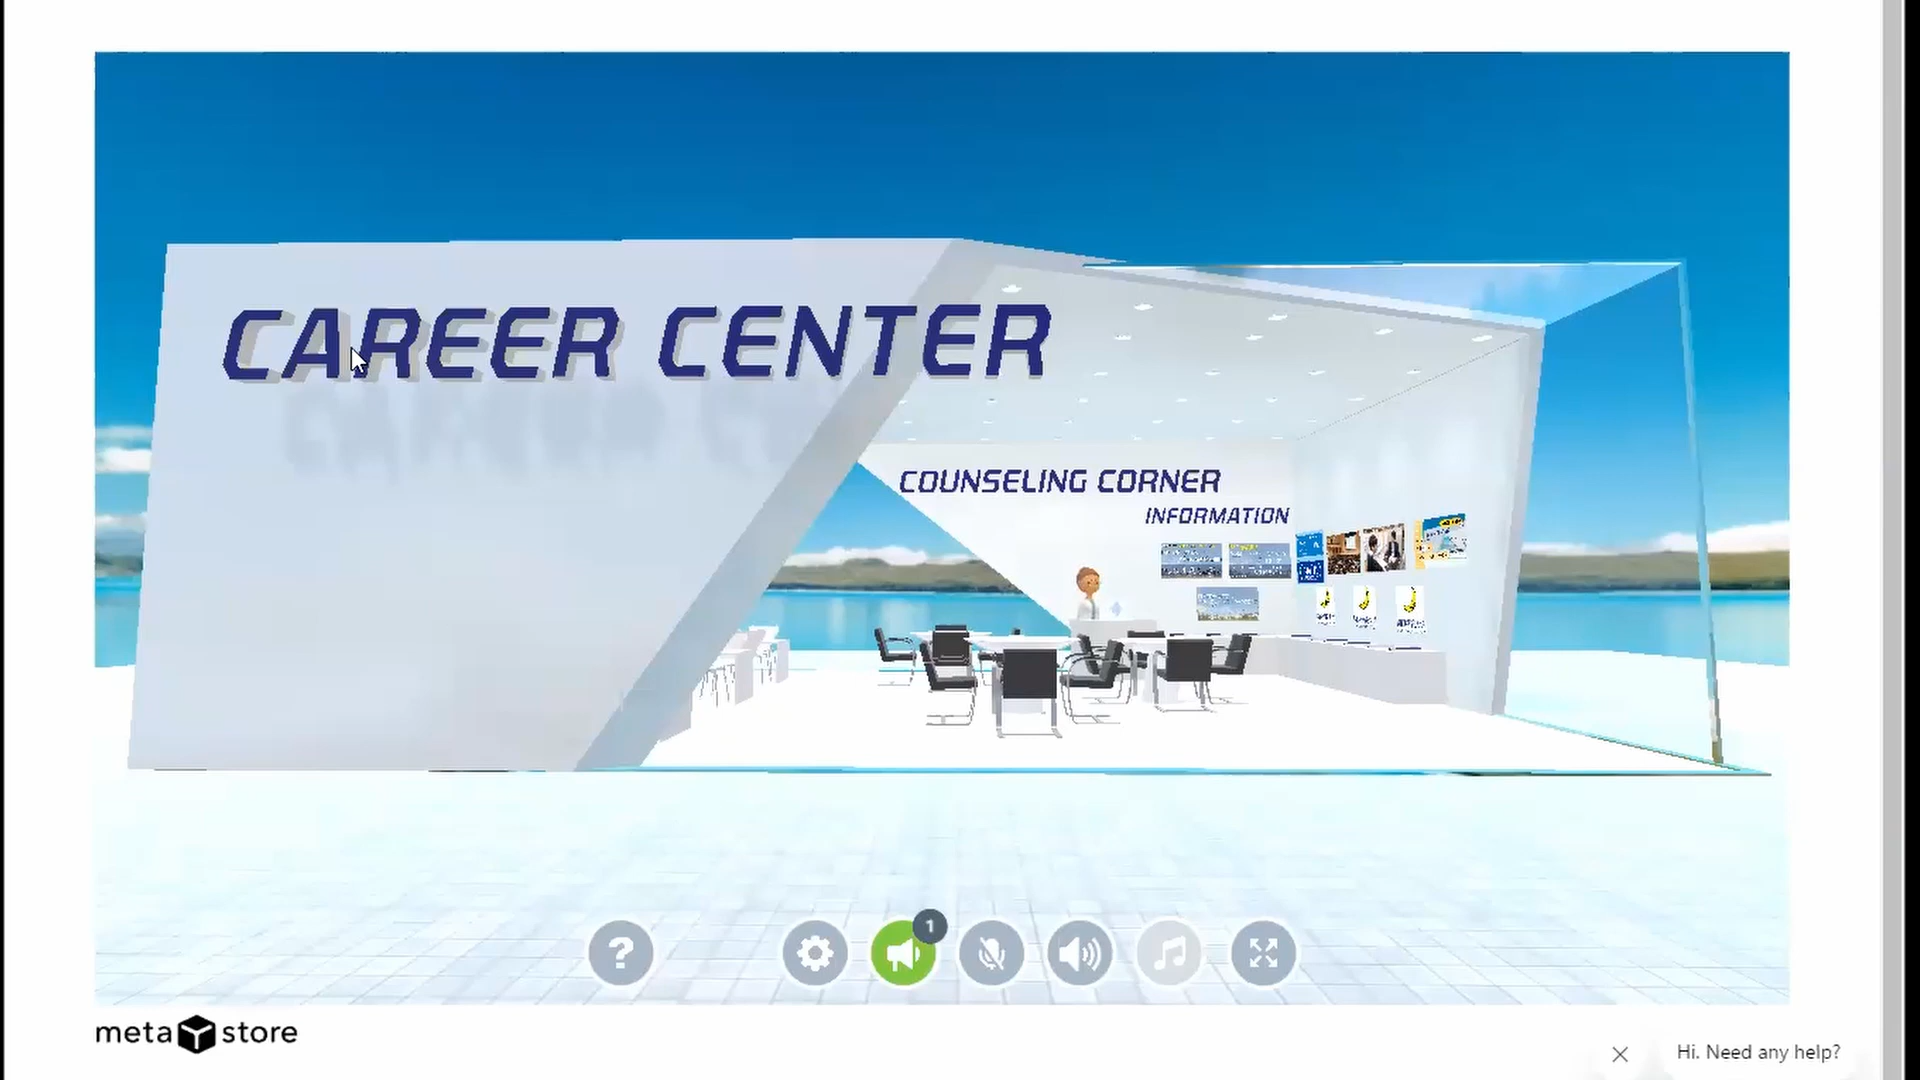 CAREER CENTER
COUNSELING CORNER
INFORMATION
1
?
meta store
Hi. Need any help?